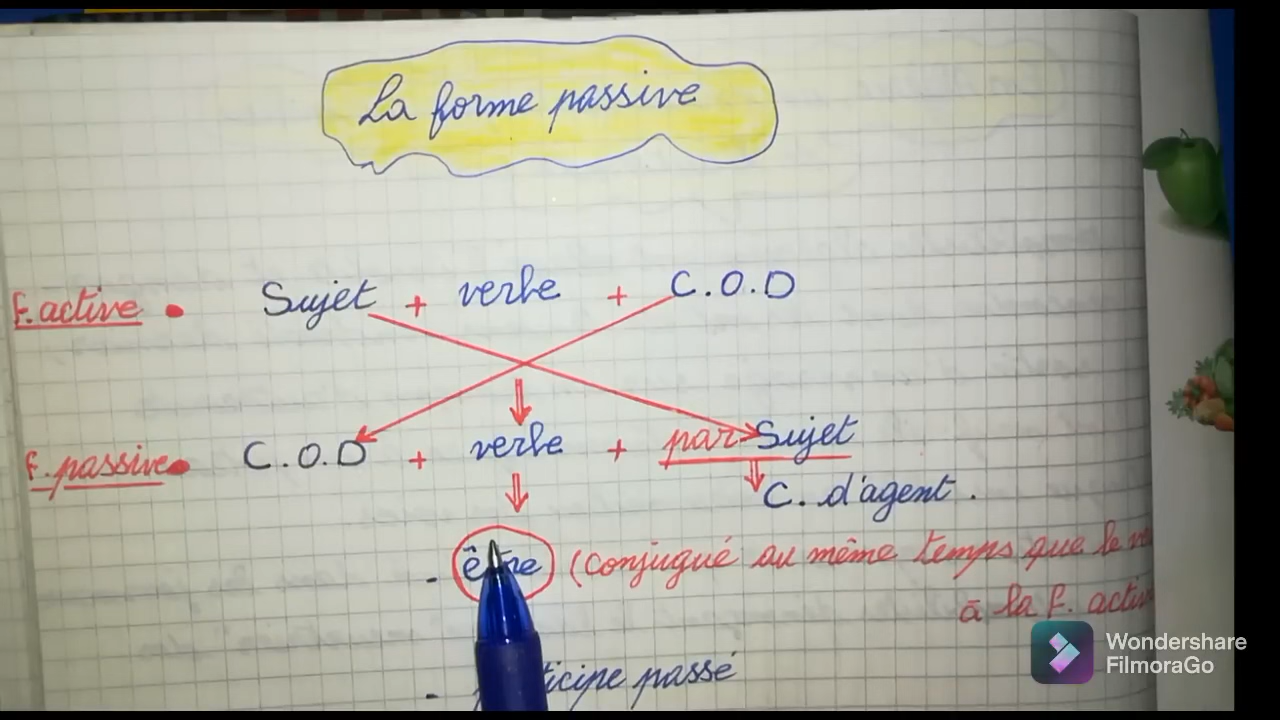 La forme passive
F. active • Sujet + verbe + C.O.D
F. passive • C.O.D + verbe + par Sujet
C. d'agent.
- être (conjugué au même temps que le
à la F. active
- participe passé
Wondershare
FilmoraGo